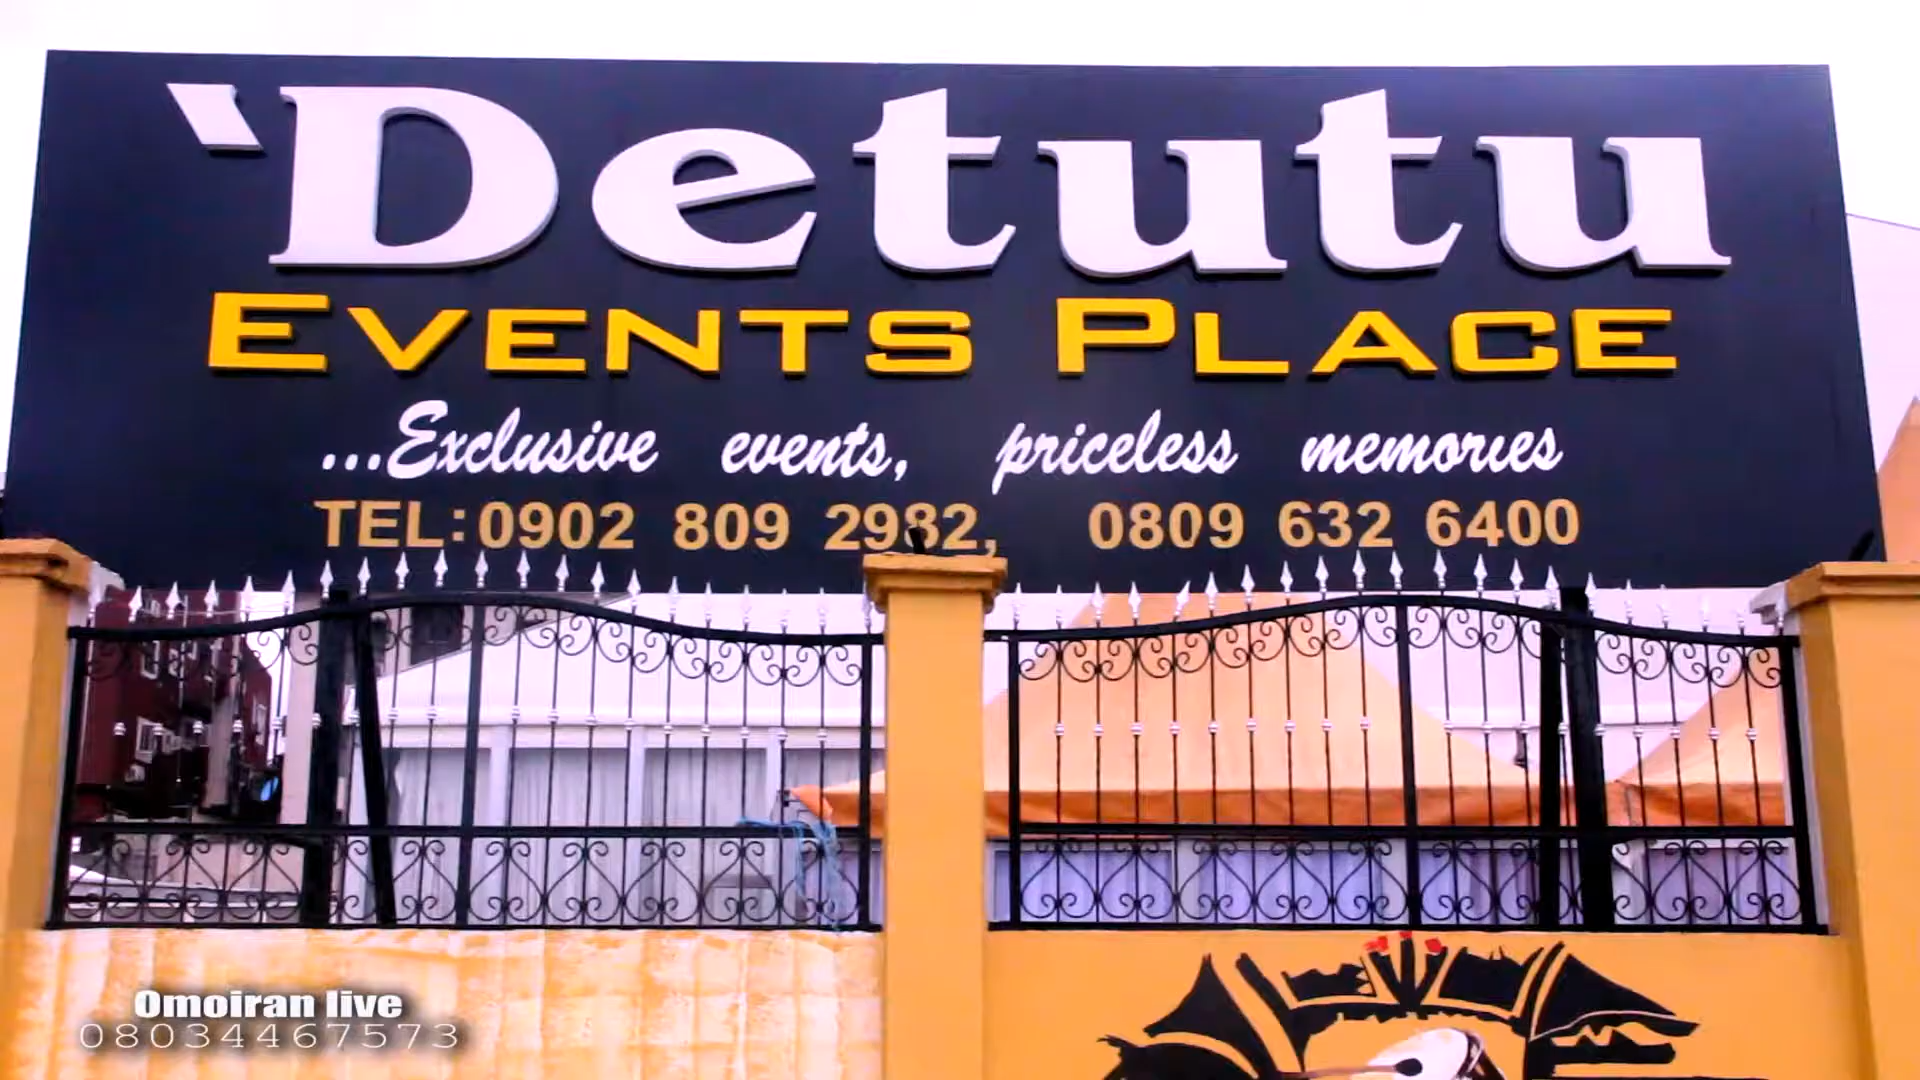 'Detutu
EVENTS PLACE
...Exclusive events, priceless memories
TEL:0902 809 2982, 0809 632 6400
Omoiran live
08034467573